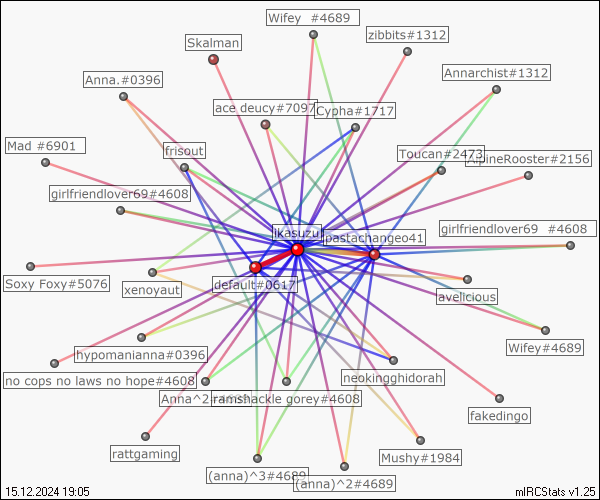 Wifey  #4689
zibbits#1312
Skalman
Annarchist#1312
Anna.#0396
ace deucy#7097
Cypha#1717
Mad #6901
frisout
Toucan#2473
AlpineRooster#2156
girlfriendlover69#4608
girlfriendlover69  #4608
jkasuzu
pastachangeo41
Soxy Foxy#5076
xenoyaut
default#0617
avelicious
hypomanianna#0396
Wifey#4689
no cops no laws no hope#4608
neokingghidorah
Anna^2
ramshackle gorey#4608
fakedingo
rattgaming
Mushy#1984
(anna)^3#4689
(anna)^2#4689
15.12.2024 19:05
mIRCStats v1.25